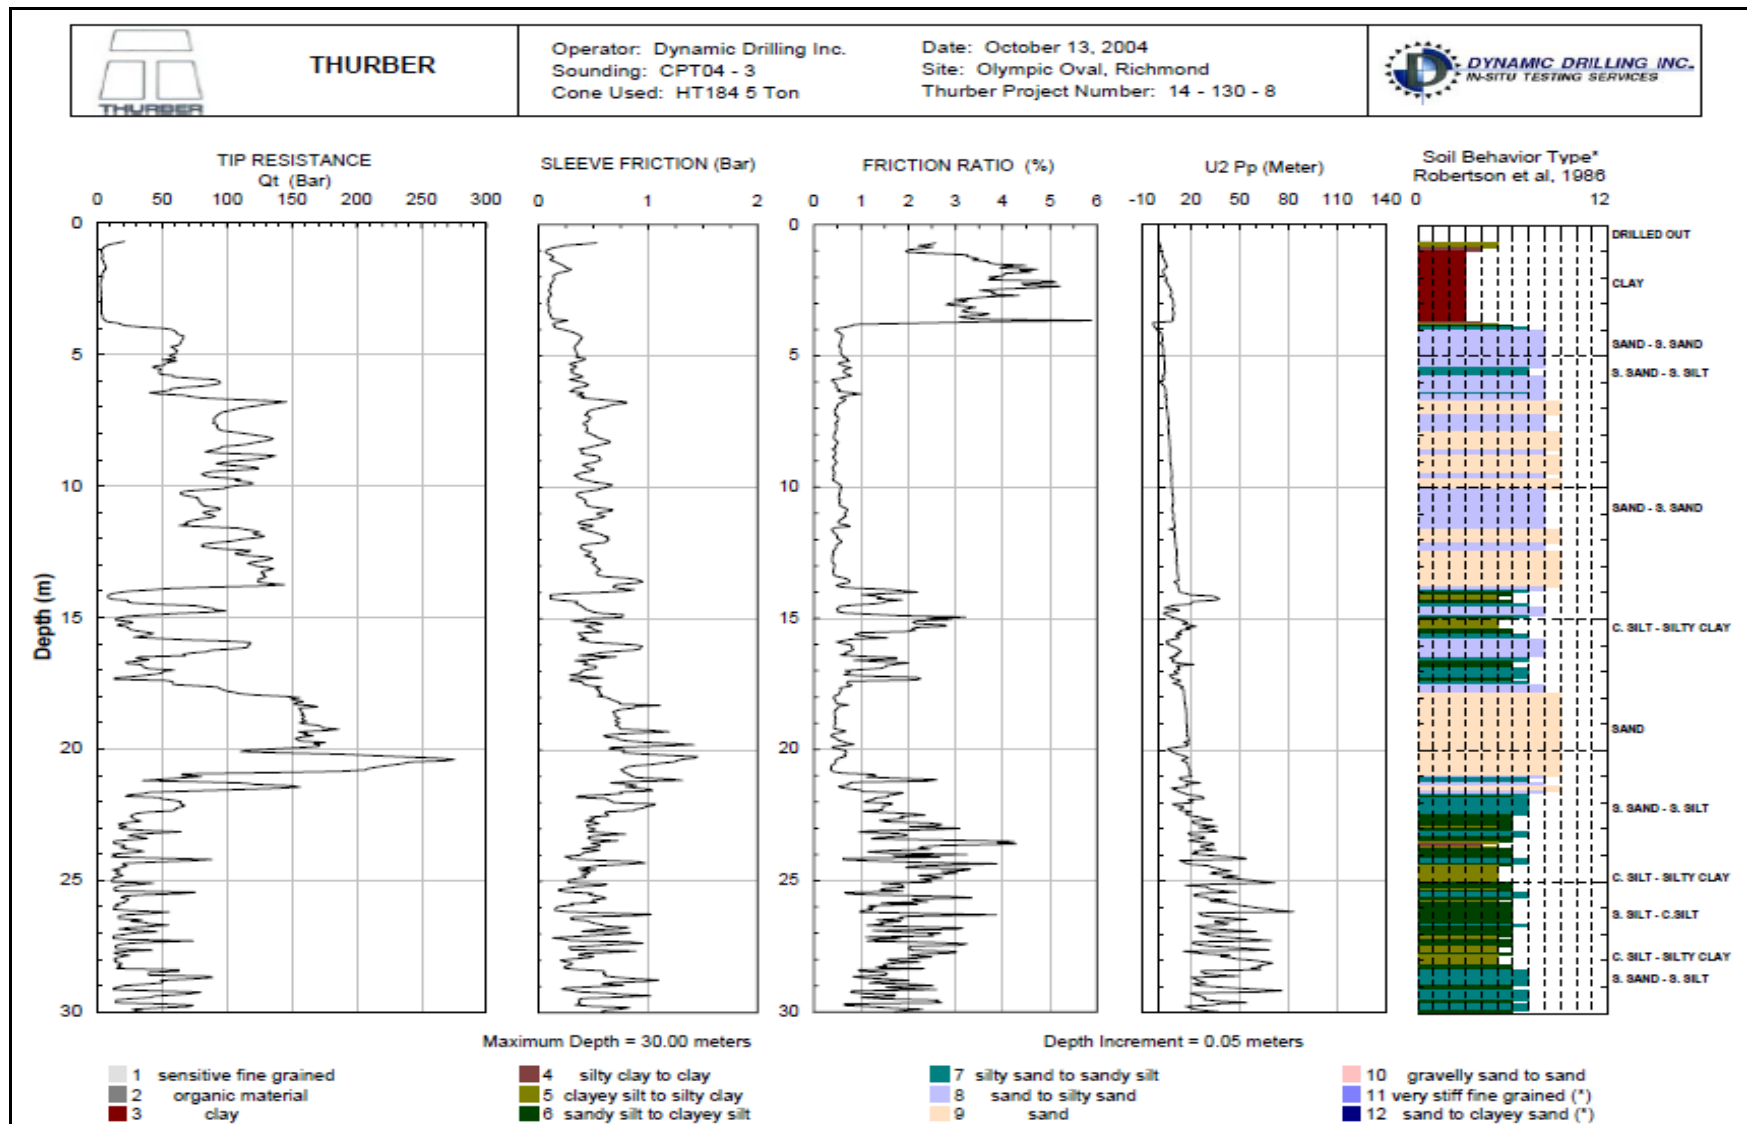 THURBER
THURBER
Operator: Dynamic Drilling Inc.
Sounding: CPT04 - 3
Cone Used: HT184 5 Ton
Date: October 13, 2004
Site: Olympic Oval, Richmond
Thurber Project Number: 14 - 130 - 8
DYNAMIC DRILLING INC.
IN-SITU TESTING SERVICES
TIP RESISTANCE
Qt (Bar)
0 50 100 150 200 250 300
SLEEVE FRICTION (Bar)
0 1 2
FRICTION RATIO (%)
0 1 2 3 4 5 6
U2 Pp (Meter)
-10 20 50 80 110 140
Soil Behavior Type*
Robertson et al, 1986
0 12
Depth (m)
0
5
10
15
20
25
30
0
5
10
15
20
25
30
DRILLED OUT
CLAY
SAND - S. SAND
S. SAND - S. SILT
SAND - S. SAND
C. SILT - SILTY CLAY
SAND
S. SAND - S. SILT
C. SILT - SILTY CLAY
S. SILT - C.SILT
C. SILT - SILTY CLAY
S. SAND - S. SILT
Maximum Depth = 30.00 meters
Depth Increment = 0.05 meters
1 sensitive fine grained
2 organic material
3 clay
4 silty clay to clay
5 clayey silt to silty clay
6 sandy silt to clayey silt
7 silty sand to sandy silt
8 sand to silty sand
9 sand
10 gravelly sand to sand
11 very stiff fine grained (*)
12 sand to clayey sand (*)